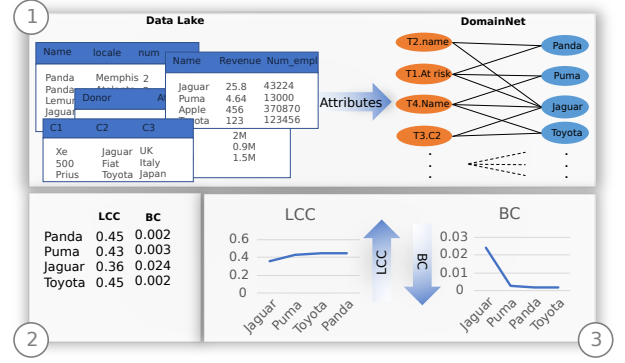 1
Data Lake
DomainNet
Name locale num
Panda Memphis 2
Panda
Lemur
Jaguar
Donor
Name Revenue Num_empl
Jaguar 25.8 43224
Puma 4.64 13000
Apple 456 370870
Toyota 123 123456
2M
0.9M
1.5M
C1 C2 C3
Xe Jaguar UK
500 Fiat Italy
Prius Toyota Japan
Attributes
T2.name
T1.At risk
T4.Name
T3.C2
Panda
Puma
Jaguar
Toyota
LCC BC
Panda 0.45 0.002
Puma 0.43 0.003
Jaguar 0.36 0.024
Toyota 0.45 0.002
2
LCC
0.6
0.4
0.2
0
Jaguar Puma Toyota Panda
LCC
BC
BC
0.03
0.02
0.01
0
Jaguar Puma Panda Toyota
3